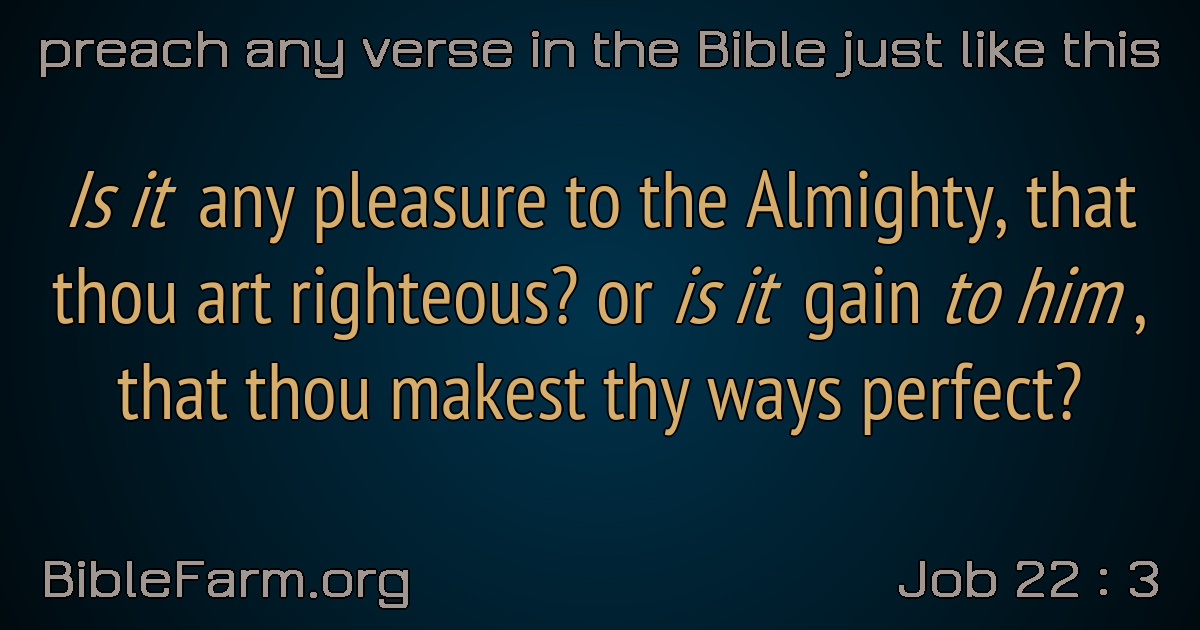 preach any verse in the Bible just like this
Is it any pleasure to the Almighty, that
thou art righteous? or is it gain to him,
that thou makest thy ways perfect?
BibleFarm.org
Job 22 : 3